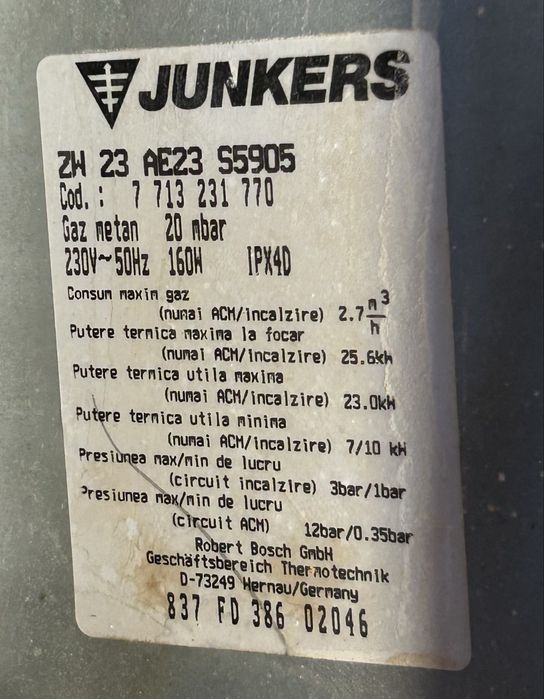 JUNKERS
ZW 23 AE23 S5905
Cod.: 7 713 231 770
Gaz metan 20 mbar
230V~50Hz 160W IPX4D
Consum maxim gaz
(numai ACM/incalzire) 2.7 m³/h
Putere termica maxima la focar
(numai ACM/incalzire) 25.6kW
Putere termica utila maxima
(numai ACM/incalzire) 23.0kW
Putere termica utila minima
(numai ACM/incalzire) 7/10 kW
Presiunea max/min de lucru
(circuit incalzire) 3bar/1bar
Presiunea max/min de lucru
(circuit ACM) 12bar/0.35bar
Robert Bosch GmbH
Geschäftsbereich Thermotechnik
D-73249 Wernau/Germany
837 FD 386 02046